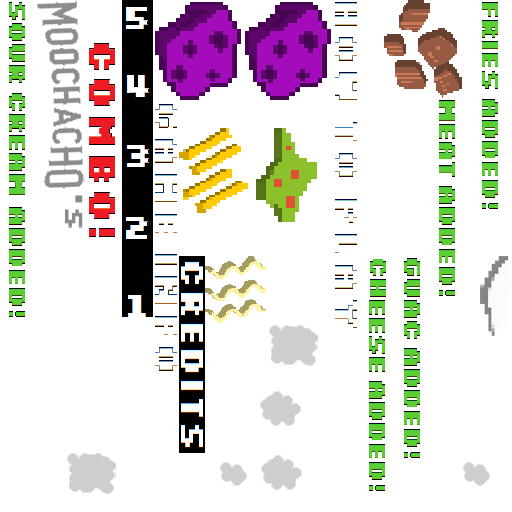 FRIES ADDED!
MEAT ADDED!
GUAC ADDED!
CHEESE ADDED!
CREDITS
5 4 3 2 1
COMBO!
MOOCHACHO's
SOUR CREAM ADDED!